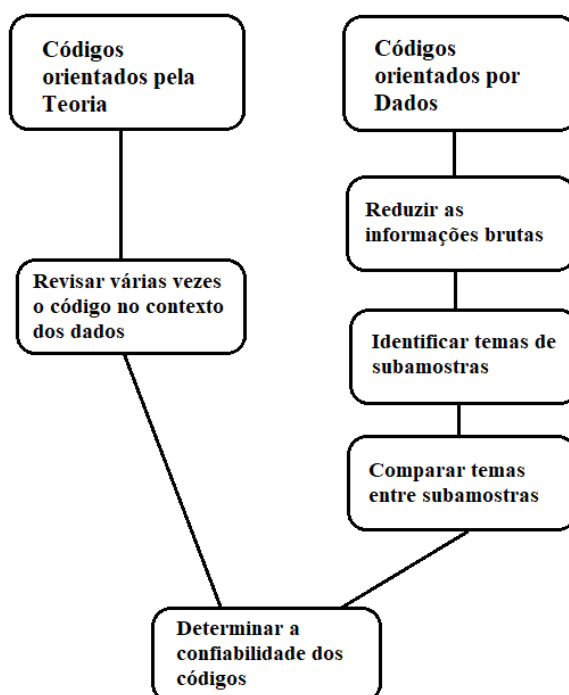 Códigos
orientados pela
Teoria
Códigos
orientados por
Dados
Reduzir as
informações brutas
Revisar várias vezes
o código no contexto
dos dados
Identificar temas de
subamostras
Comparar temas
entre subamostras
Determinar a
confiabilidade dos
códigos